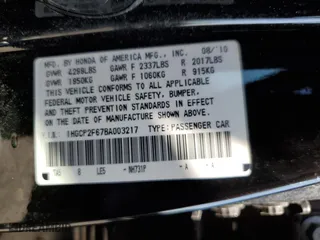 MFD. BY HONDA OF AMERICA MFG., INC. 08/10
GVWR 4299LBS GAWR F 2337LBS R 2017LBS
GVWR 1950KG GAWR F 1060KG R 915KG
THIS VEHICLE CONFORMS TO ALL APPLICABLE
FEDERAL MOTOR VEHICLE SAFETY, BUMPER,
AND THEFT PREVENTION STANDARDS IN EFFECT
ON THE DATE OF MANUFACTURE SHOWN ABOVE.
V.I.N. 1HGCP2F67BA003217 TYPE: PASSENGER CAR
NH731P A A